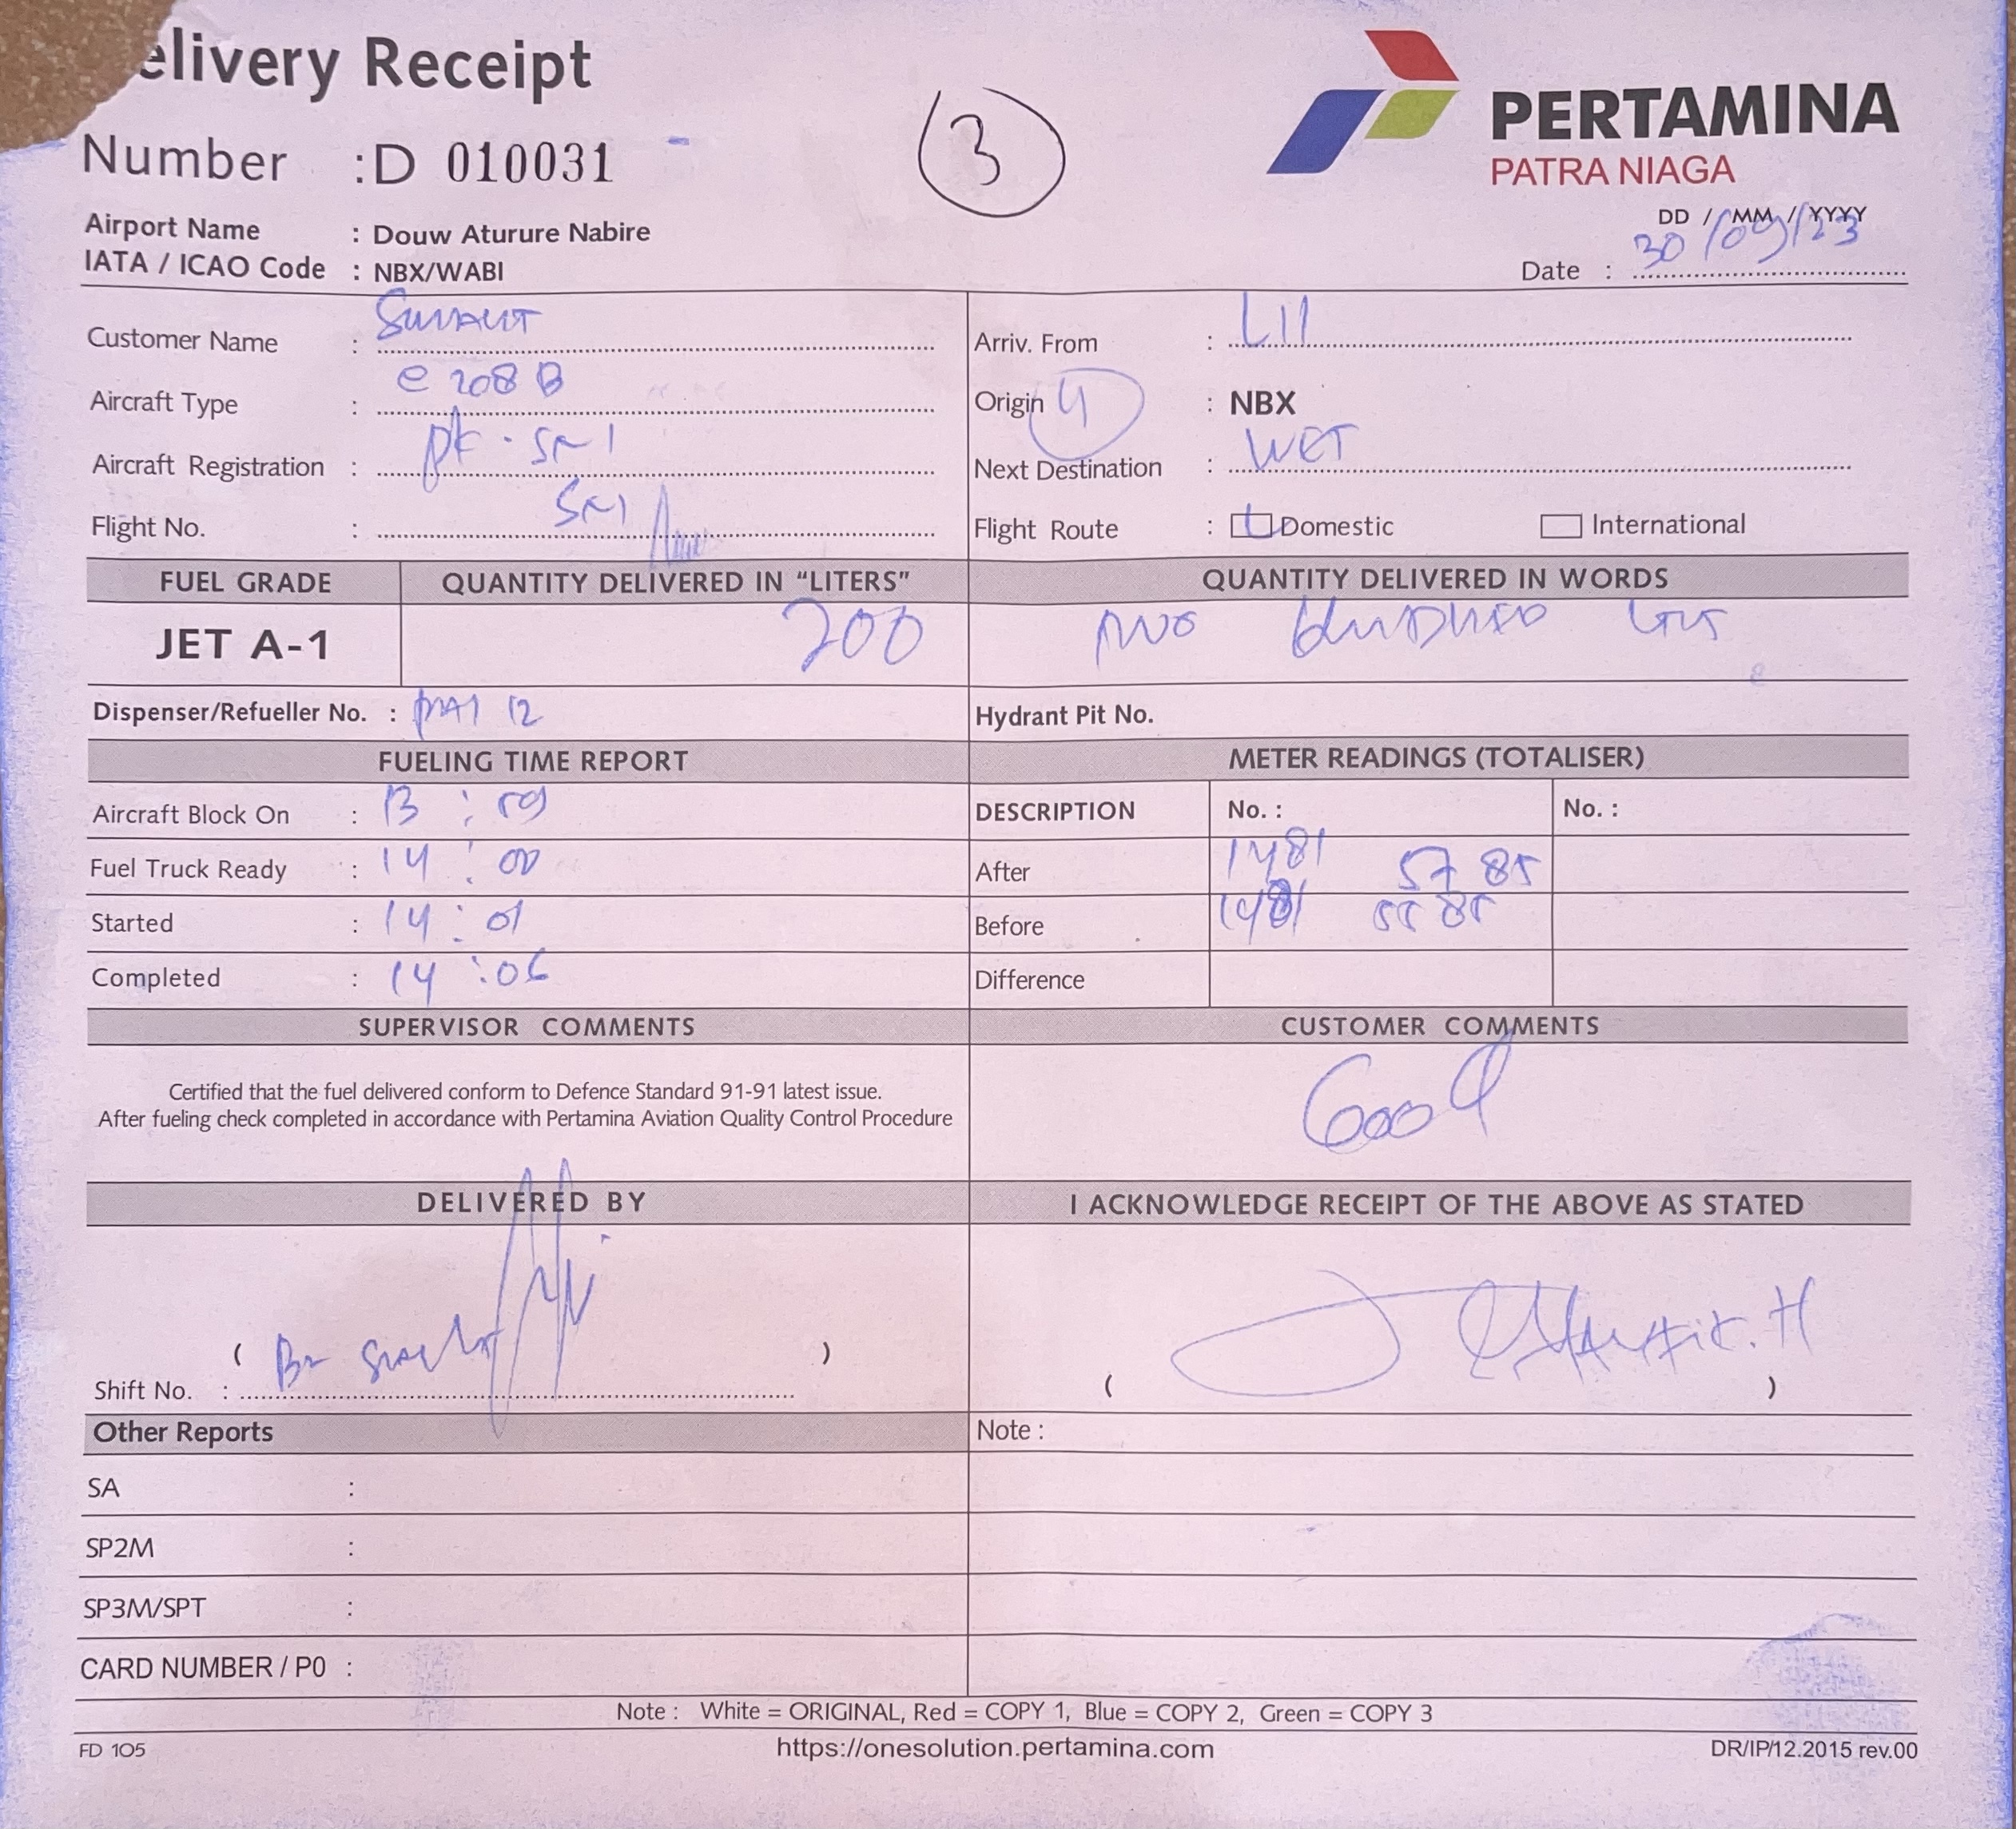 elivery Receipt
Number :D 010031
3
PERTAMINA
PATRA NIAGA
Airport Name : Douw Aturure Nabire
IATA / ICAO Code : NBX/WABI
DD / MM / YYYY
Date : 30/09/23
Customer Name :
Arriv. From :
Aircraft Type : C 208 B
Origin 4 : NBX
Aircraft Registration : PK -
Next Destination : WET
Flight No. :
Flight Route : Domestic International
FUEL GRADE QUANTITY DELIVERED IN “LITERS” QUANTITY DELIVERED IN WORDS
JET A-1 200 TWO HUNDRED
Dispenser/Refueller No. : 12
Hydrant Pit No.
FUELING TIME REPORT METER READINGS (TOTALISER)
Aircraft Block On : 13 : 59
DESCRIPTION No. : No. :
Fuel Truck Ready : 14 : 00
After 1481 57 85
Started : 14 : 01
Before 1481 55 85
Completed : 14 : 06
Difference
SUPERVISOR COMMENTS CUSTOMER COMMENTS
Certified that the fuel delivered conform to Defence Standard 91-91 latest issue.
After fueling check completed in accordance with Pertamina Aviation Quality Control Procedure
Good
DELIVERED BY I ACKNOWLEDGE RECEIPT OF THE ABOVE AS STATED
( )
Shift No. :
( )
Other Reports Note :
SA :
SP2M :
SP3M/SPT :
CARD NUMBER / P0 :
Note : White = ORIGINAL, Red = COPY 1, Blue = COPY 2, Green = COPY 3
FD 105 https://onesolution.pertamina.com DR/IP/12.2015 rev.00